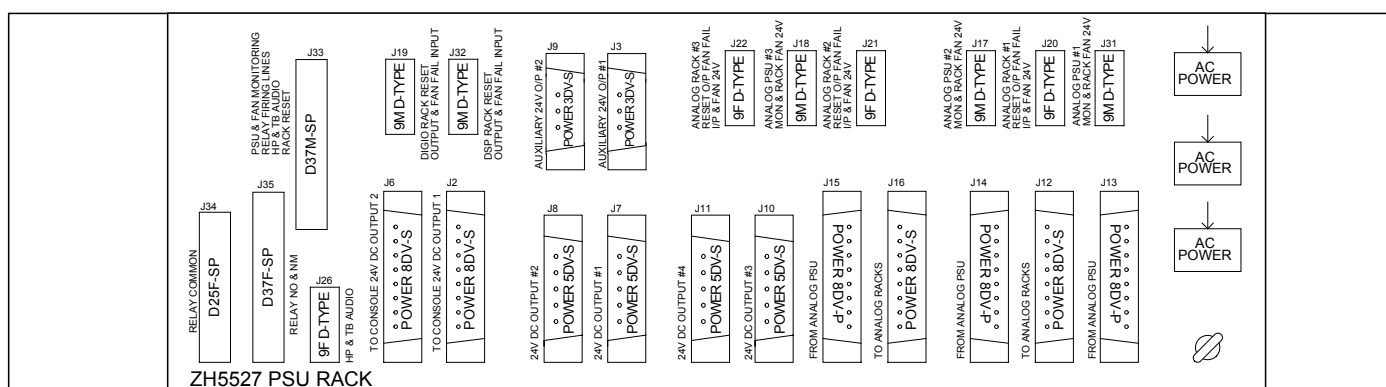 PSU & FAN MONITORING
RELAY FIRING LINES
HP & TB AUDIO
RACK RESET
J33
D37M-SP
J19
9M D-TYPE
DIGIO RACK RESET
OUTPUT & FAN FAIL INPUT
J32
9M D-TYPE
DSP RACK RESET
OUTPUT & FAN FAIL INPUT
AUXILIARY 24V O/P #2
J9
POWER 3DV-S
AUXILIARY 24V O/P #1
J3
POWER 3DV-S
ANALOG RACK #3
RESET O/P FAN FAIL
I/P & FAN 24V
J22
9F D-TYPE
ANALOG PSU #3
MON & RACK FAN 24V
J18
9M D-TYPE
ANALOG RACK #2
RESET O/P FAN FAIL
I/P & FAN 24V
J21
9F D-TYPE
ANALOG PSU #2
MON & RACK FAN 24V
J17
9M D-TYPE
ANALOG RACK #1
RESET O/P FAN FAIL
I/P & FAN 24V
J20
9F D-TYPE
ANALOG PSU #1
MON & RACK FAN 24V
J31
9M D-TYPE
AC
POWER
AC
POWER
AC
POWER
RELAY COMMON
J34
D25F-SP
J35
D37F-SP
RELAY NO. & NM
J26
9F D-TYPE
HP & TB AUDIO
TO CONSOLE 24V DC OUTPUT 2
J6
POWER 8DV-S
TO CONSOLE 24V DC OUTPUT 1
J2
POWER 8DV-S
24V DC OUTPUT #2
J8
POWER 5DV-S
24V DC OUTPUT #1
J7
POWER 5DV-S
24V DC OUTPUT #4
J11
POWER 5DV-S
24V DC OUTPUT #3
J10
POWER 5DV-S
FROM ANALOG PSU
J15
POWER 8DV-P
TO ANALOG RACKS
J16
POWER 8DV-S
FROM ANALOG PSU
J14
POWER 8DV-P
TO ANALOG RACKS
J12
POWER 8DV-S
FROM ANALOG PSU
J13
POWER 8DV-P
ZH5527 PSU RACK